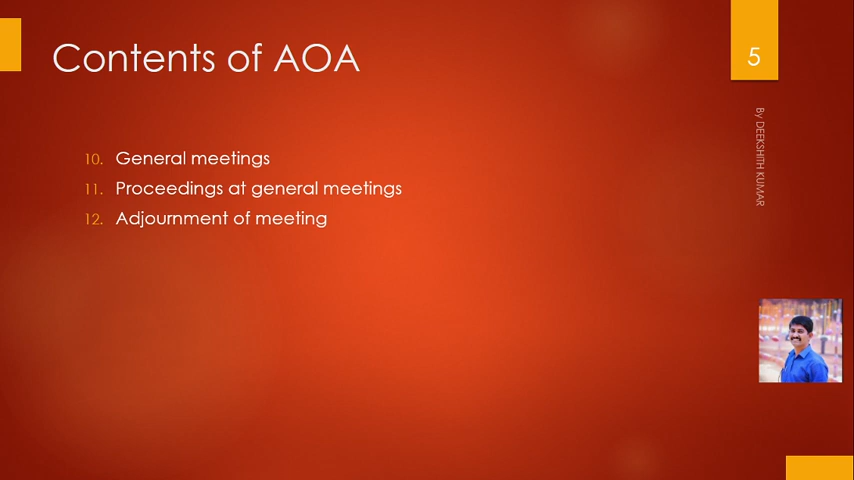 Contents of AOA
5
By DEEKSHITH KUMAR
10. General meetings
11. Proceedings at general meetings
12. Adjournment of meeting